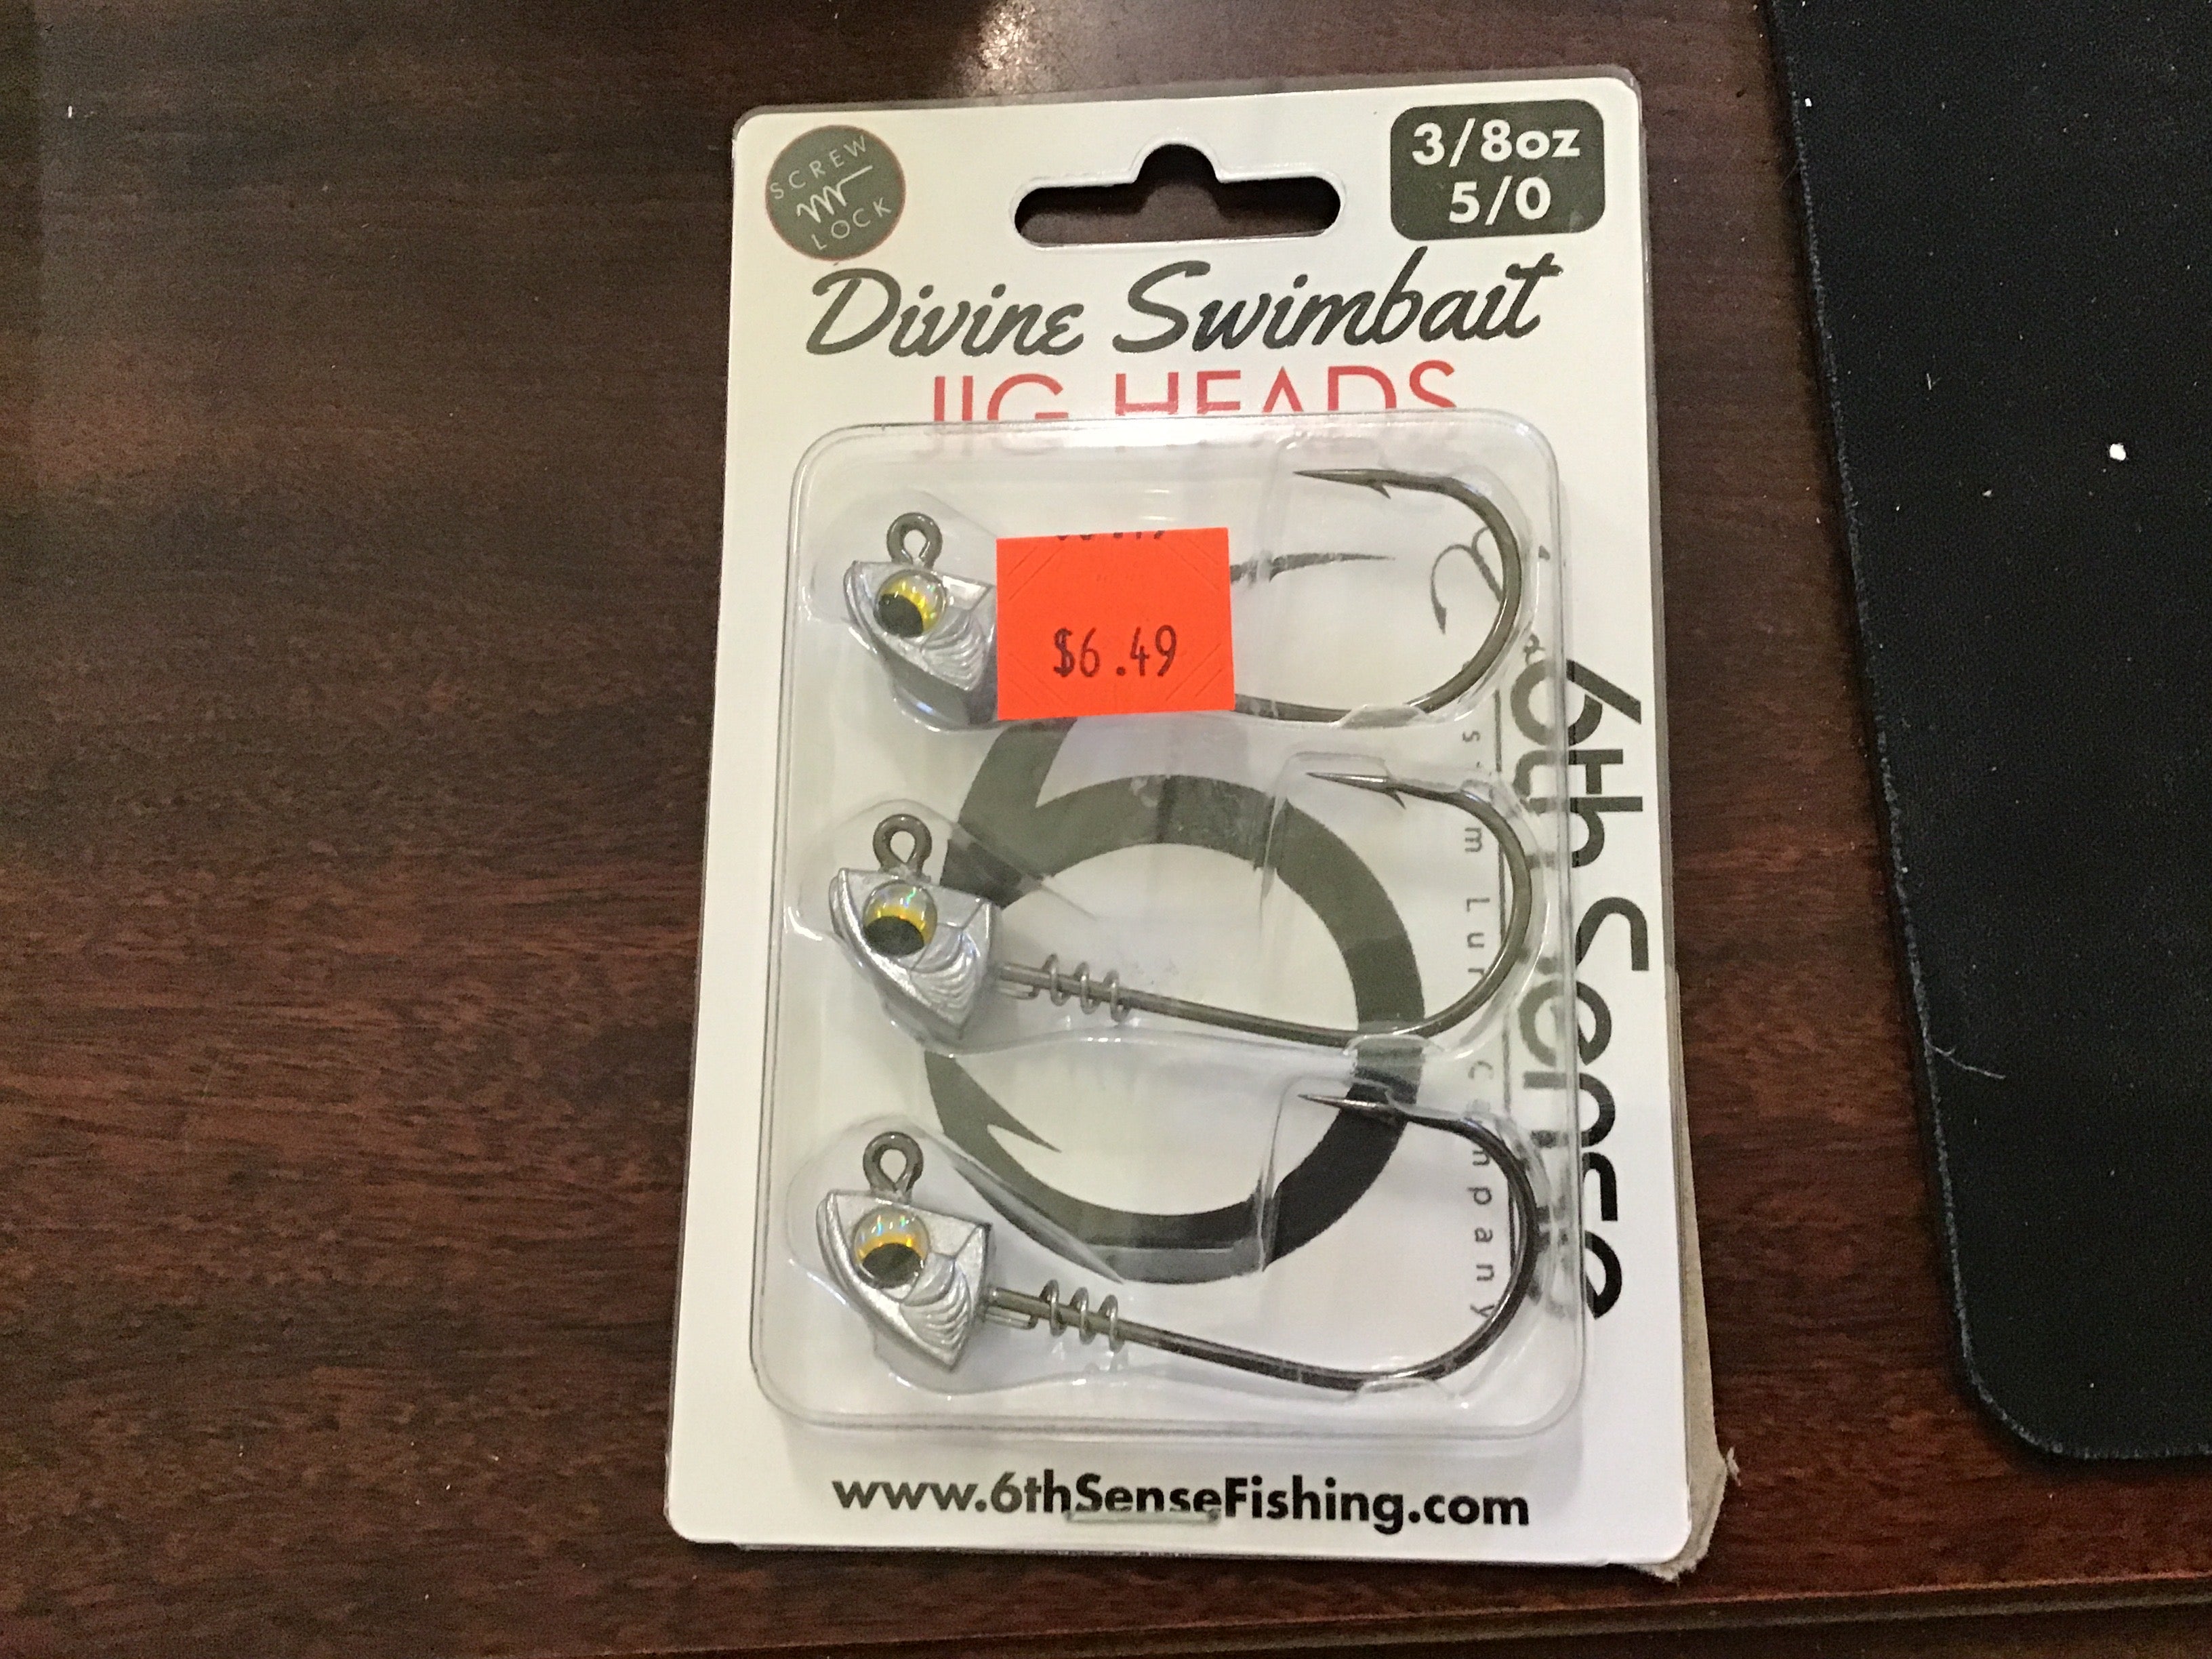 SCREW
LOCK
3/8oz
5/0
Divine Swimbait
JIG HEADS
$6.49
6th Sense
www.6thSenseFishing.com